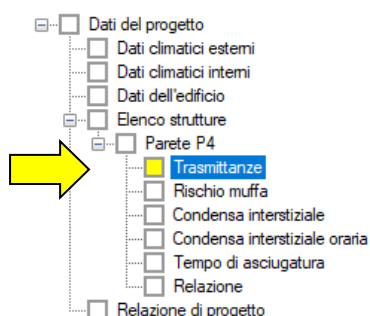 Dati del progetto
Dati climatici esterni
Dati climatici interni
Dati dell'edificio
Elenco strutture
Parete P4
Trasmittanze
Rischio muffa
Condensa interstiziale
Condensa interstiziale oraria
Tempo di asciugatura
Relazione
Relazione di progetto